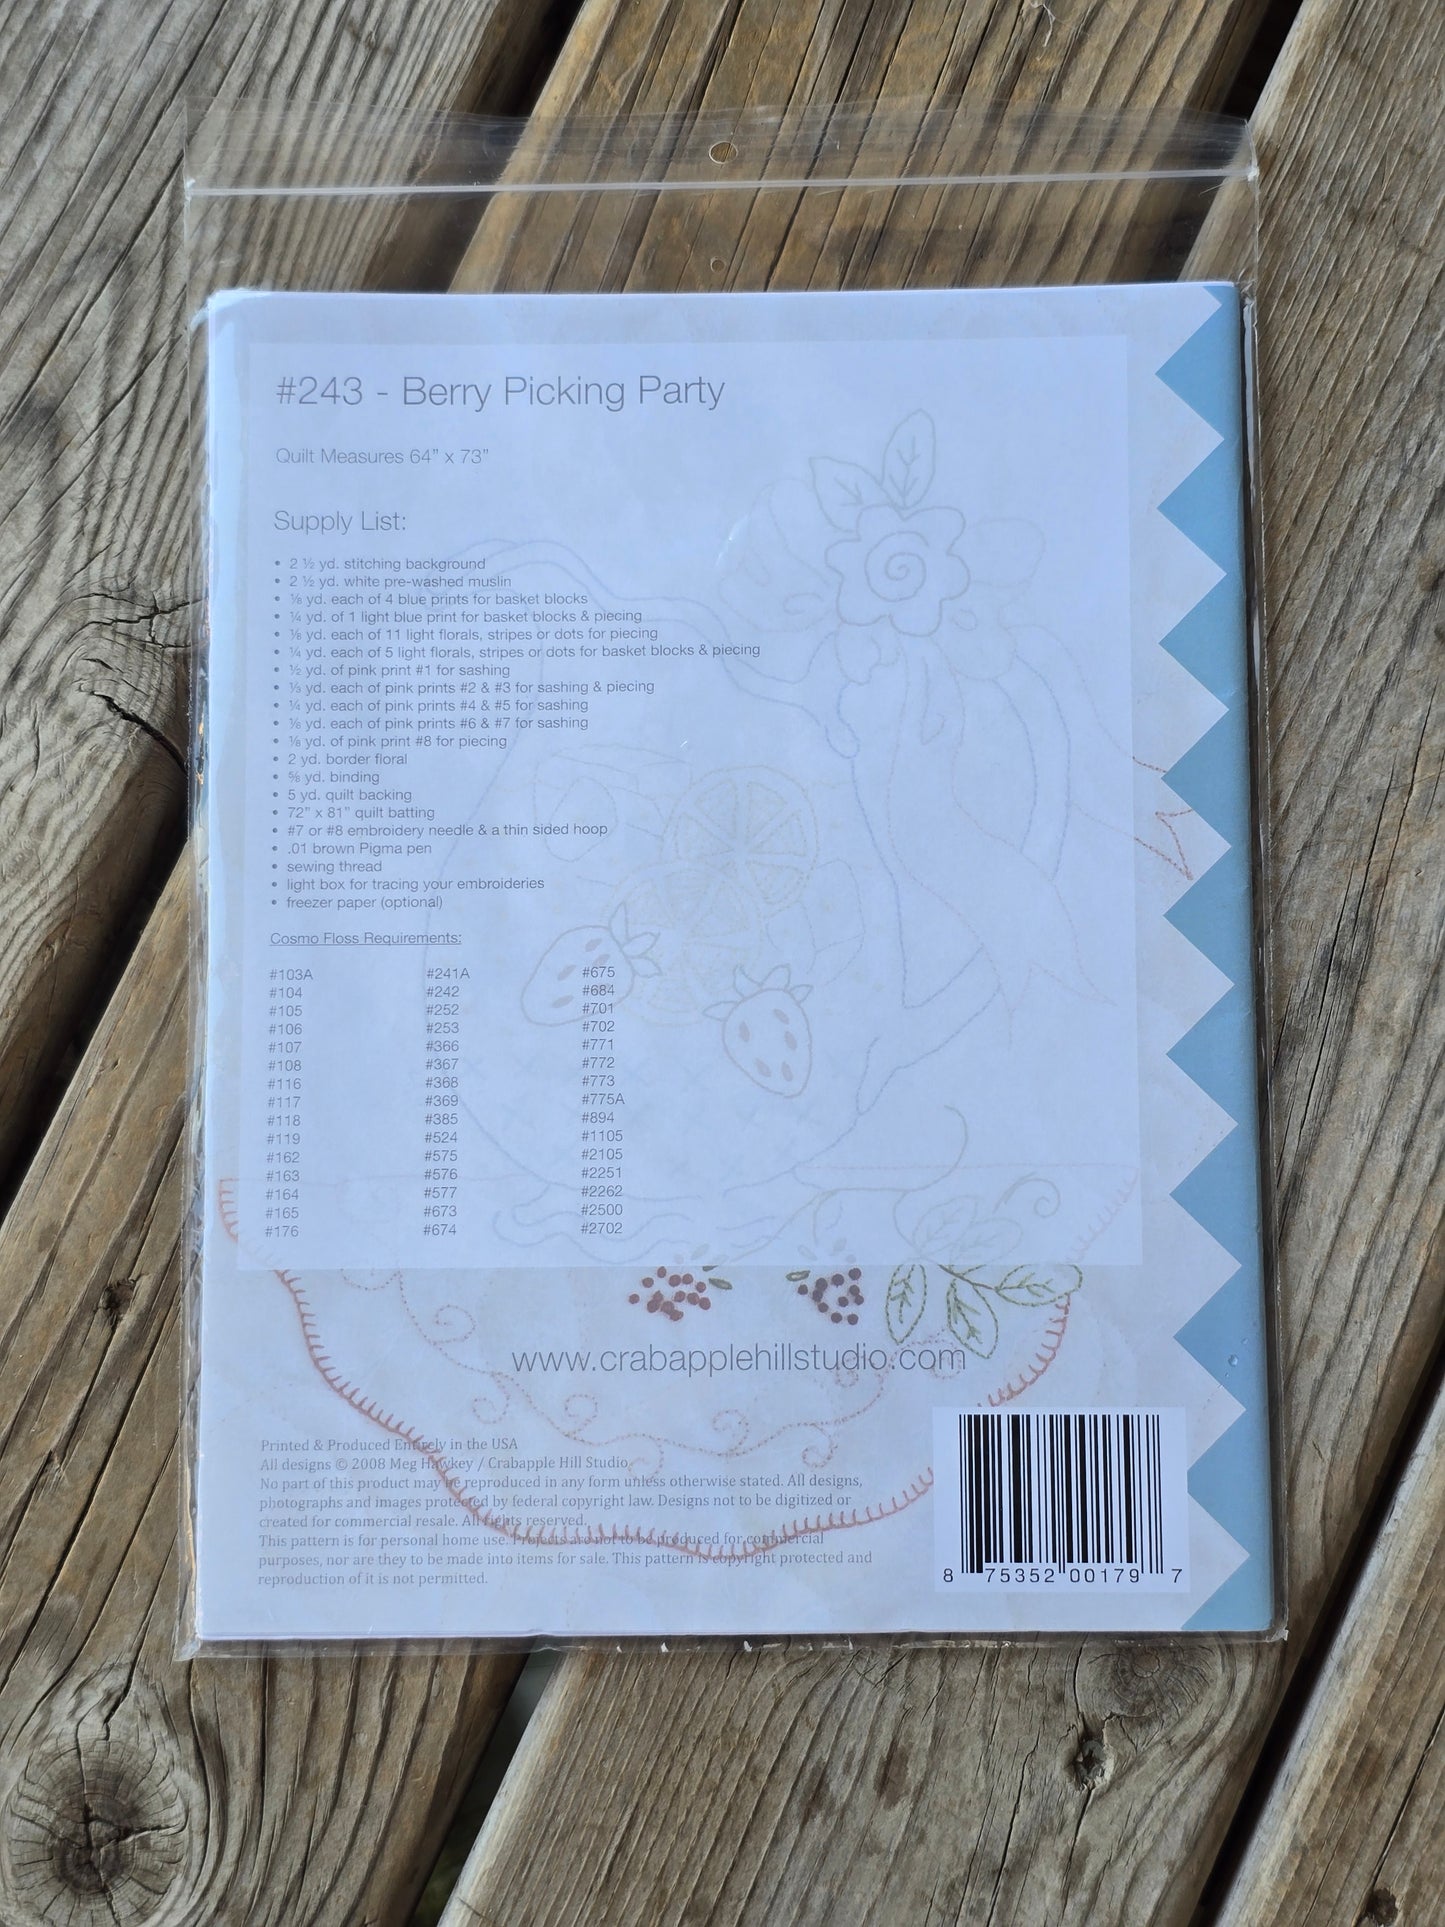 #243 - Berry Picking Party
Quilt Measures 64” x 73”
Supply List:
• 2 ½ yd. stitching background
• 2 ½ yd. white pre-washed muslin
• ⅛ yd. each of 4 blue prints for basket blocks
• ¼ yd. of 1 light blue print for basket blocks & piecing
• ⅛ yd. each of 11 light florals, stripes or dots for piecing
• ¼ yd. each of 5 light florals, stripes or dots for basket blocks & piecing
• ½ yd. of pink print #1 for sashing
• ⅓ yd. each of pink prints #2 & #3 for sashing & piecing
• ¼ yd. each of pink prints #4 & #5 for sashing
• ⅛ yd. each of pink prints #6 & #7 for sashing
• ⅛ yd. of pink print #8 for piecing
• 2 yd. border floral
• ⅝ yd. binding
• 5 yd. quilt backing
• 72” x 81” quilt batting
• #7 or #8 embroidery needle & a thin sided hoop
• .01 brown Pigma pen
• sewing thread
• light box for tracing your embroideries
• freezer paper (optional)
Cosmo Floss Requirements:
#103A #241A #675
#104 #242 #684
#105 #252 #701
#106 #253 #702
#107 #366 #771
#108 #367 #772
#116 #368 #773
#117 #369 #775A
#118 #385 #894
#119 #524 #1105
#162 #575 #2105
#163 #576 #2251
#164 #577 #2262
#165 #673 #2500
#176 #674 #2702
www.crabapplehillstudio.com
Printed & Produced Entirely in the USA
All designs © 2008 Meg Hawkey / Crabapple Hill Studio
No part of this product may be reproduced in any form unless otherwise stated. All designs,
photographs and images protected by federal copyright law. Designs not to be digitized or
created for commercial resale. All rights reserved.
This pattern is for personal home use. Projects are not to be produced for commercial
purposes, nor are they to be made into items for sale. This pattern is copyright protected and
reproduction of it is not permitted.
8 75352 00179 7